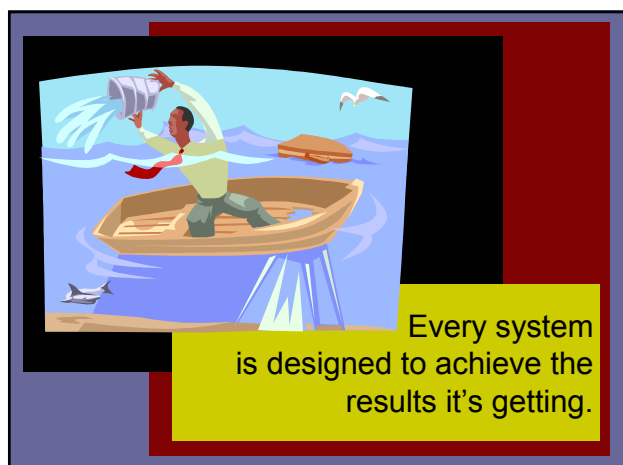 Every system
is designed to achieve the
results it’s getting.